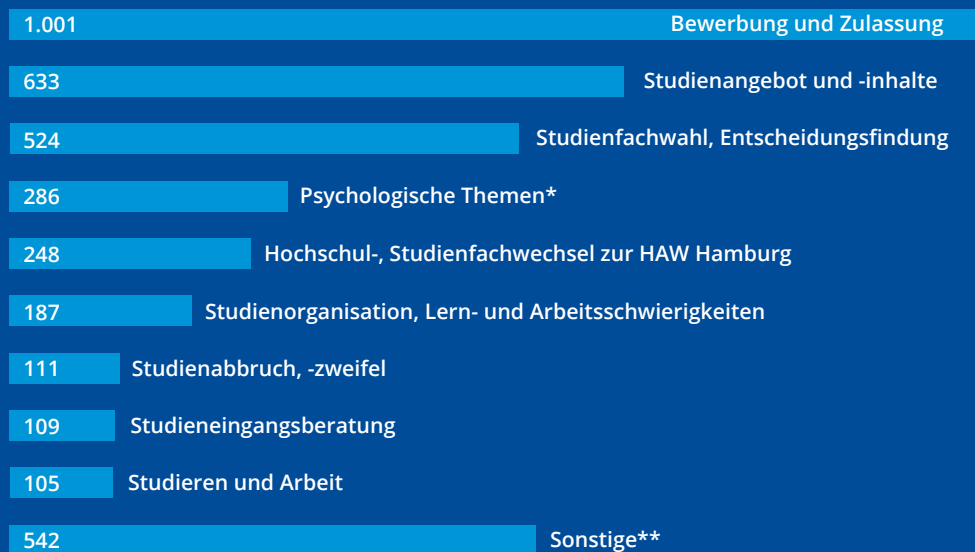 1.001 Bewerbung und Zulassung
633 Studienangebot und -inhalte
524 Studienfachwahl, Entscheidungsfindung
286 Psychologische Themen*
248 Hochschul-, Studienfachwechsel zur HAW Hamburg
187 Studienorganisation, Lern- und Arbeitsschwierigkeiten
111 Studienabbruch, -zweifel
109 Studieneingangsberatung
105 Studieren und Arbeit
542 Sonstige**